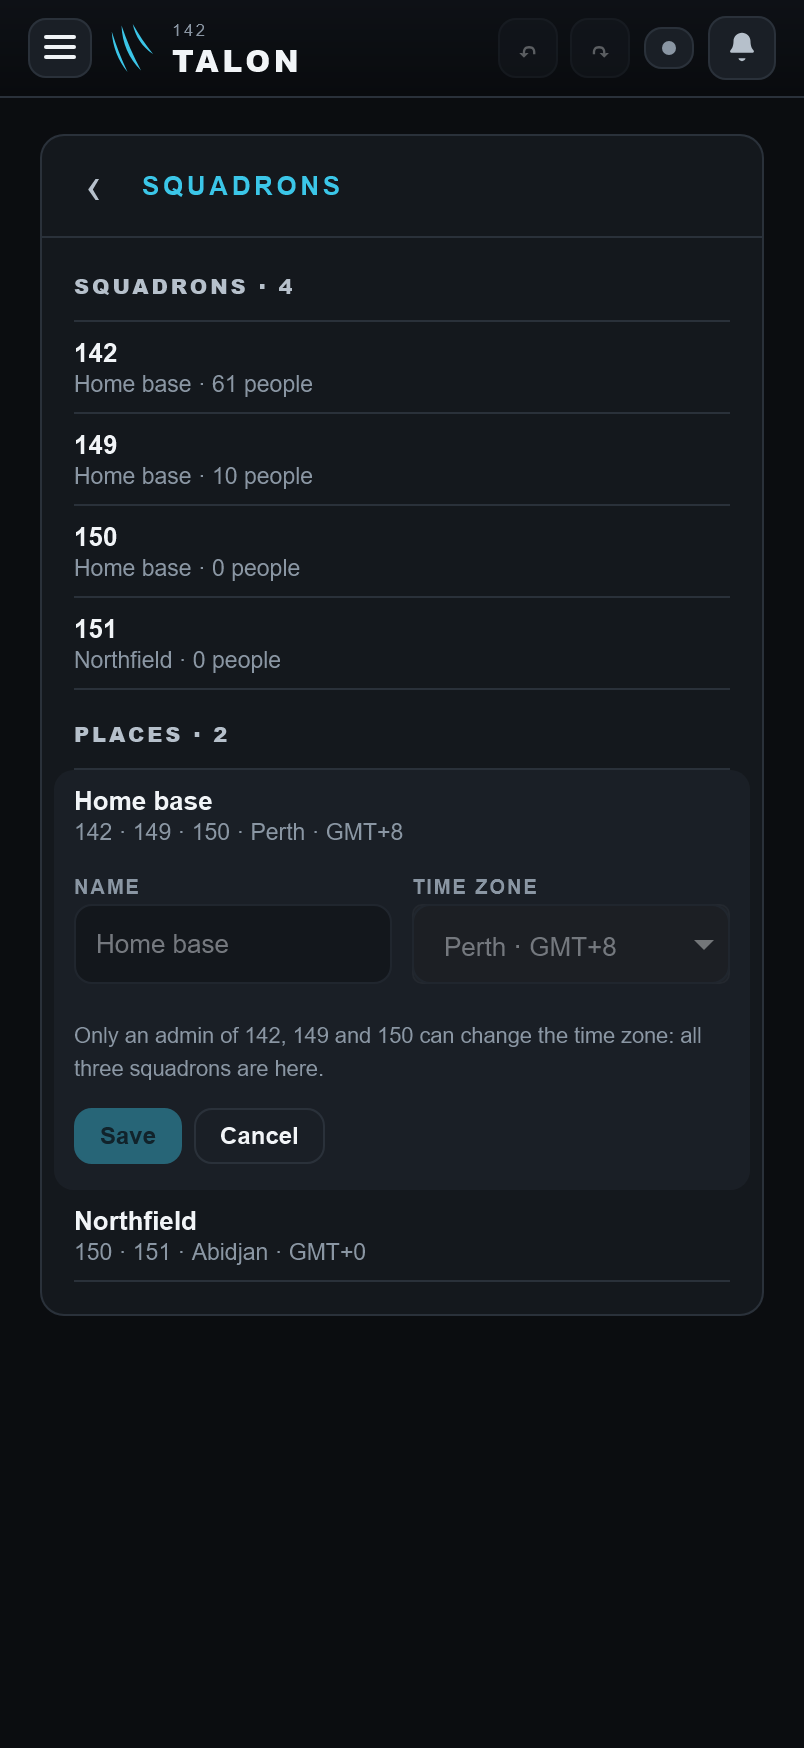 142
TALON
SQUADRONS
SQUADRONS · 4
142
Home base · 61 people
149
Home base · 10 people
150
Home base · 0 people
151
Northfield · 0 people
PLACES · 2
Home base
142 · 149 · 150 · Perth · GMT+8
NAME
TIME ZONE
Home base
Perth · GMT+8
Only an admin of 142, 149 and 150 can change the time zone: all
three squadrons are here.
Save
Cancel
Northfield
150 · 151 · Abidjan · GMT+0